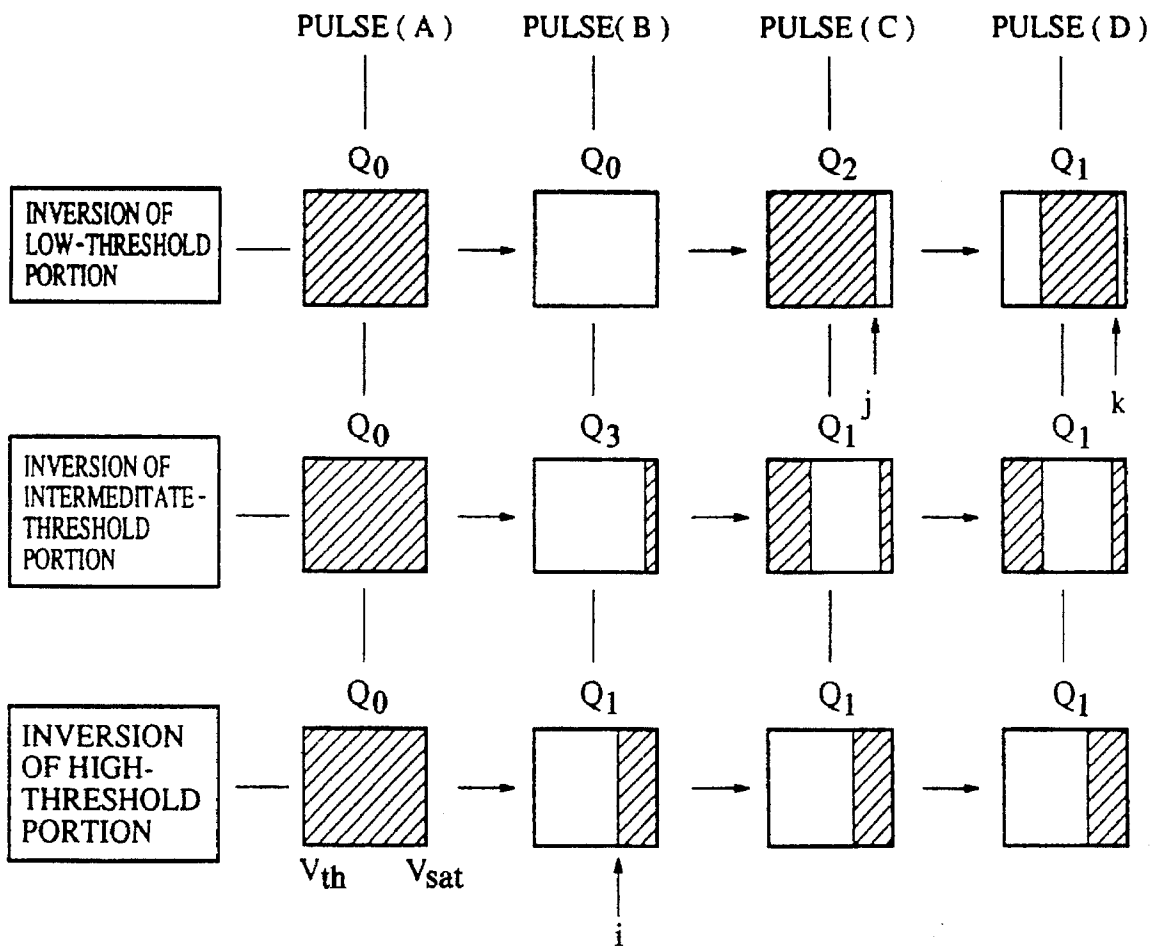 PULSE (A) PULSE(B) PULSE (C) PULSE (D)
Q0 Q0 Q2 Q1
INVERSION OF
LOW-THRESHOLD
PORTION
j k
Q0 Q3 Q1 Q1
INVERSION OF
INTERMEDITATE-
THRESHOLD
PORTION
Q0 Q1 Q1 Q1
INVERSION
OF HIGH-
THRESHOLD
PORTION
Vth Vsat
i